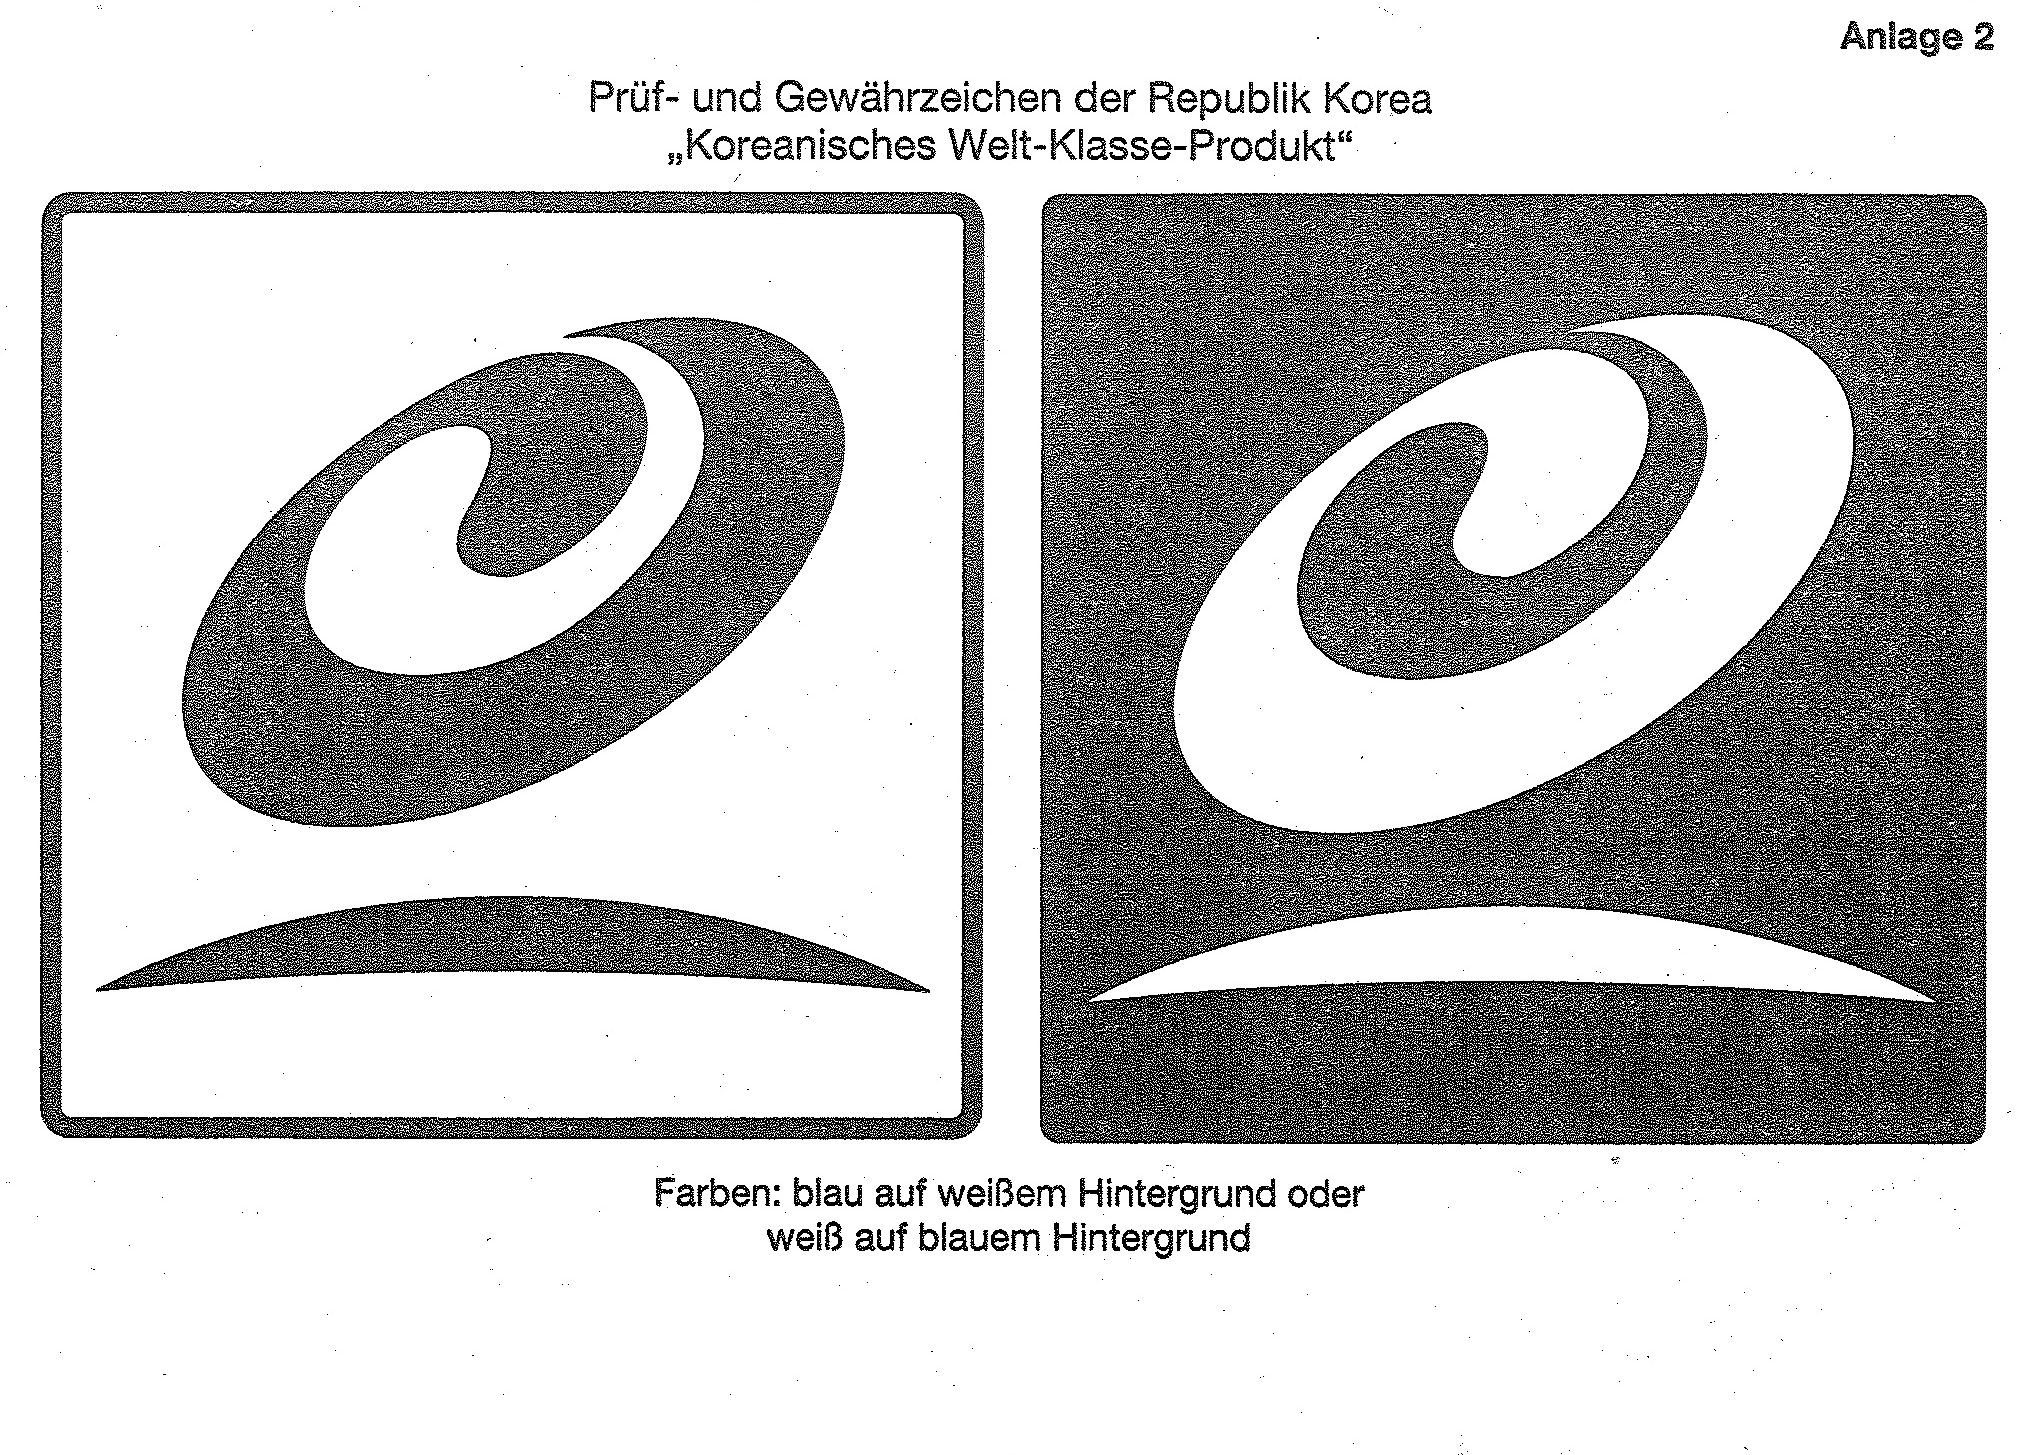 Anlage 2
Prüf- und Gewährzeichen der Republik Korea
„Koreanisches Welt-Klasse-Produkt“
Farben: blau auf weißem Hintergrund oder
weiß auf blauem Hintergrund